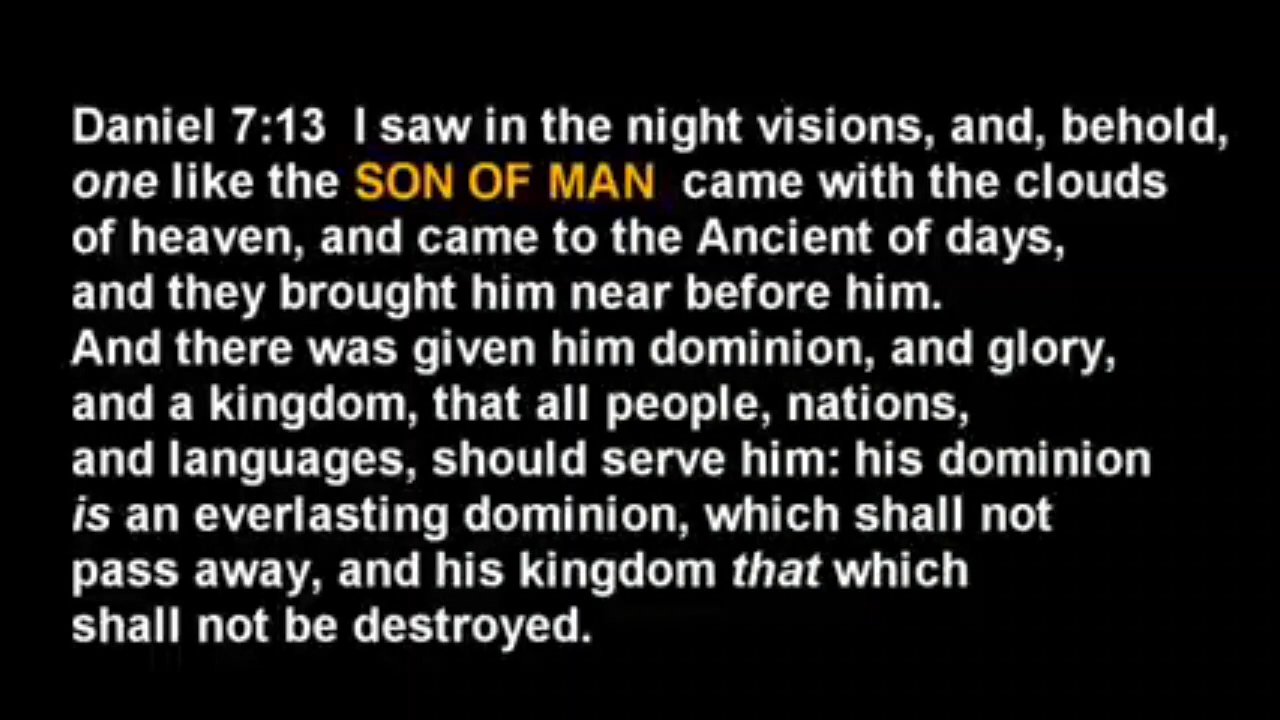 Daniel 7:13 I saw in the night visions, and, behold,
one like the SON OF MAN came with the clouds
of heaven, and came to the Ancient of days,
and they brought him near before him.
And there was given him dominion, and glory,
and a kingdom, that all people, nations,
and languages, should serve him: his dominion
is an everlasting dominion, which shall not
pass away, and his kingdom that which
shall not be destroyed.